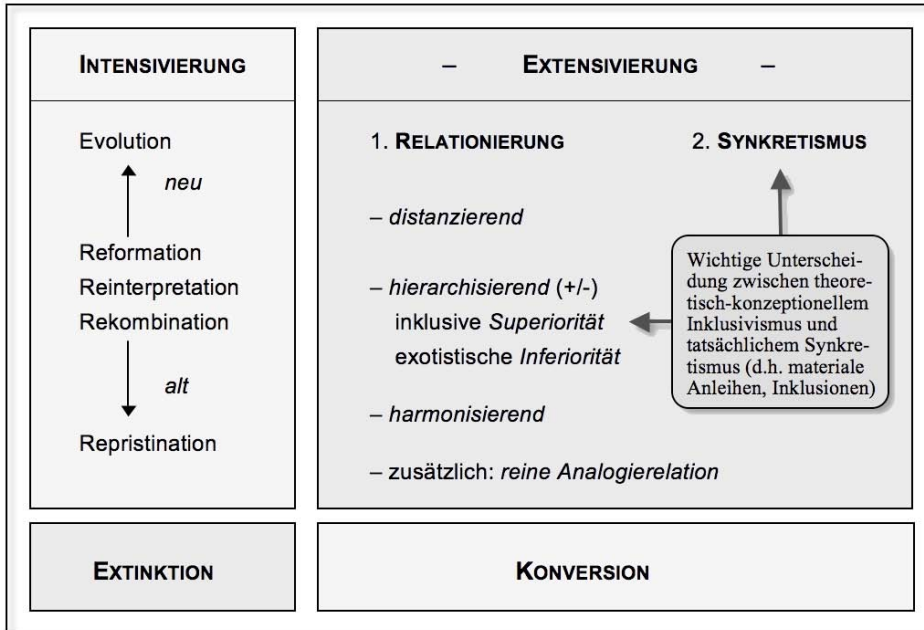 INTENSIVIERUNG
Evolution
neu
Reformation
Reinterpretation
Rekombination
alt
Repristination
– EXTENSIVIERUNG –
1. RELATIONIERUNG
– distanzierend
– hierarchisierend (+/-)
inklusive Superiorität
exotistische Inferiorität
– harmonisierend
– zusätzlich: reine Analogierelation
2. SYNKRETISMUS
Wichtige Unterschei-
dung zwischen theore-
tisch-konzeptionellem
Inklusivismus und
tatsächlichem Synkre-
tismus (d.h. materiale
Anleihen, Inklusionen)
EXTINKTION
KONVERSION